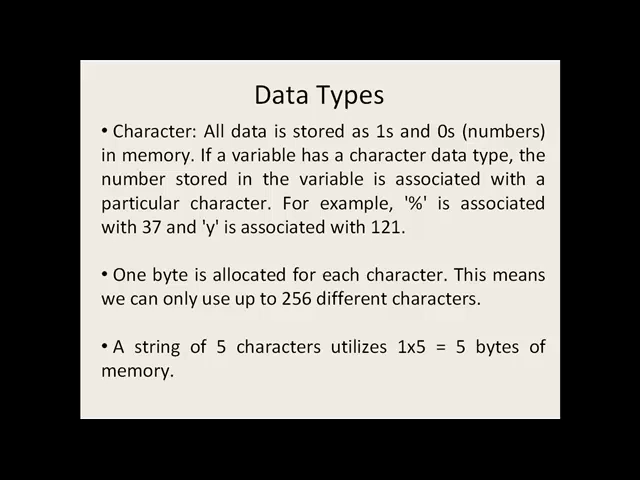 Data Types
• Character: All data is stored as 1s and 0s (numbers)
in memory. If a variable has a character data type, the
number stored in the variable is associated with a
particular character. For example, '%' is associated
with 37 and 'y' is associated with 121.
• One byte is allocated for each character. This means
we can only use up to 256 different characters.
• A string of 5 characters utilizes 1x5 = 5 bytes of
memory.